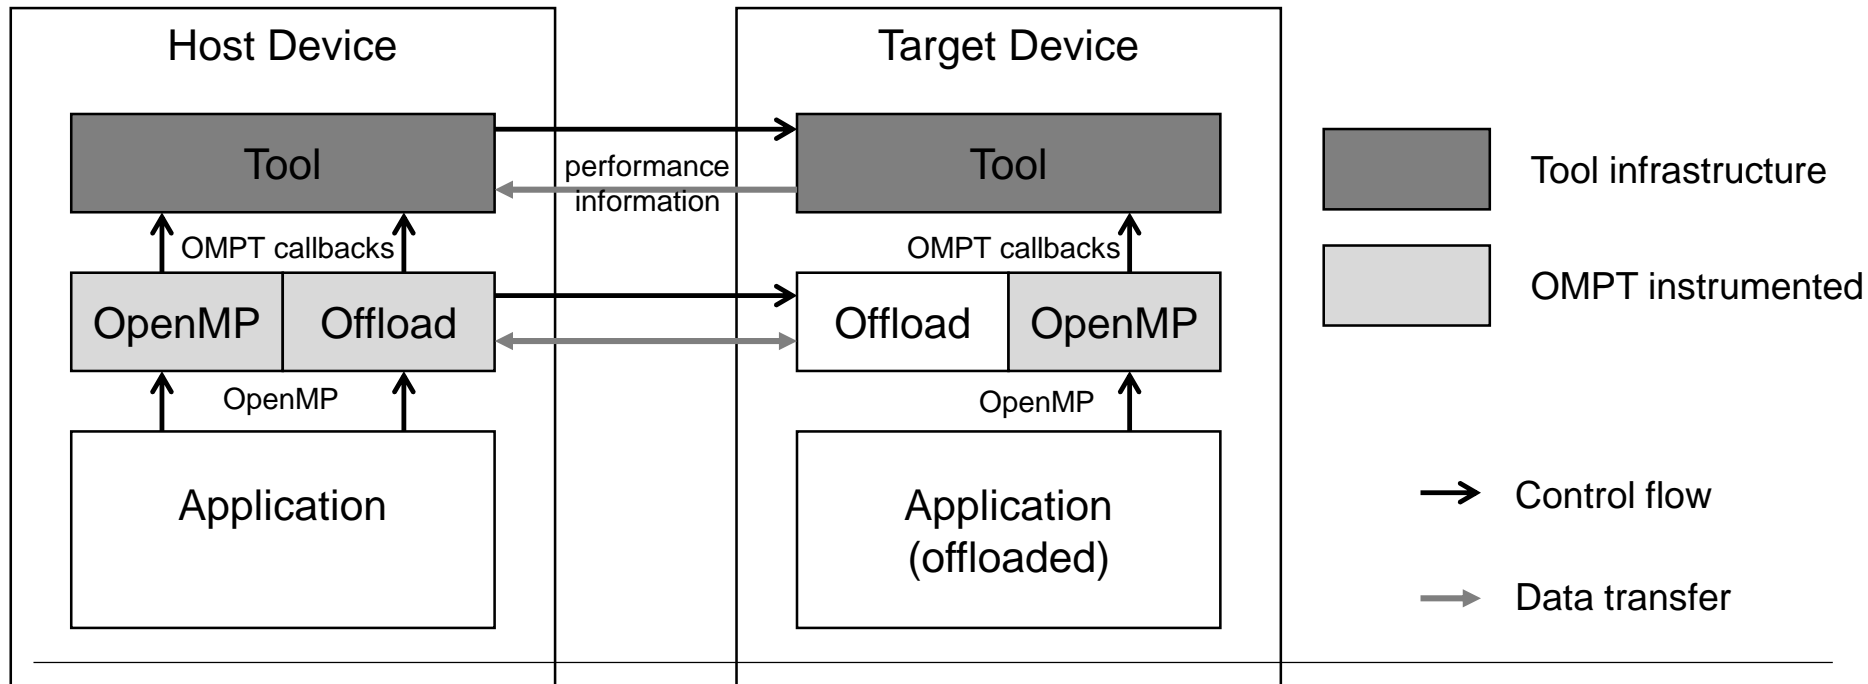 Host Device
Target Device
Tool
performance
information
Tool
Tool infrastructure
OMPT callbacks
OMPT callbacks
OpenMP
Offload
Offload
OpenMP
OMPT instrumented
OpenMP
OpenMP
Application
Application
(offloaded)
Control flow
Data transfer